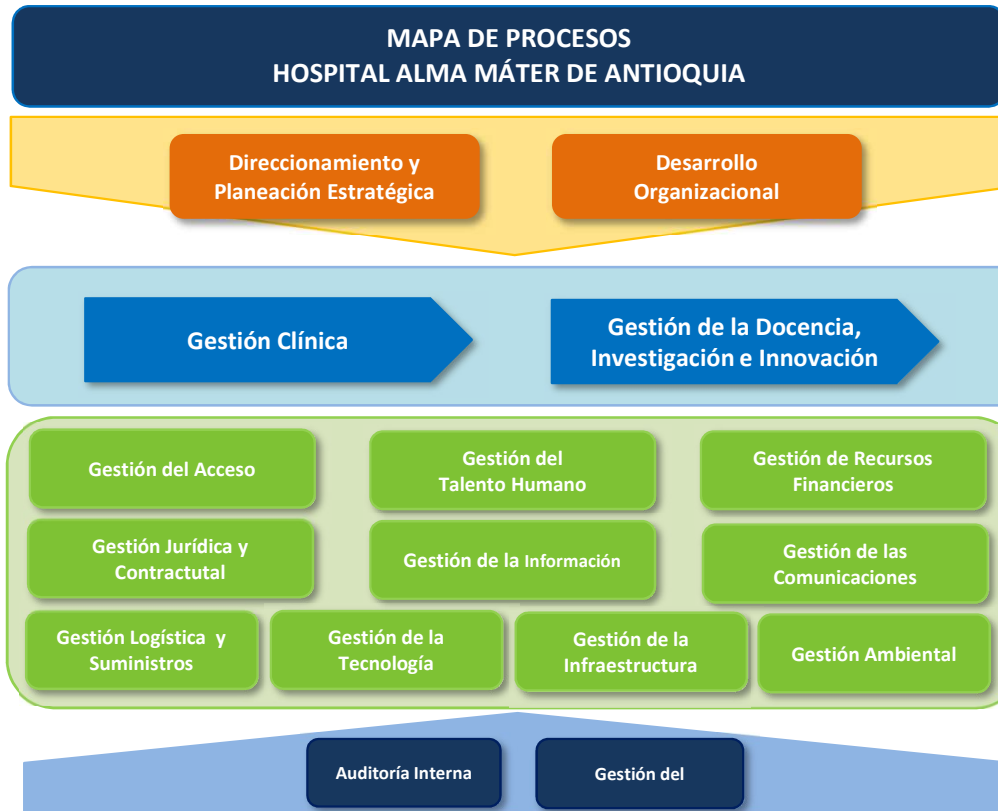 MAPA DE PROCESOS
HOSPITAL ALMA MÁTER DE ANTIOQUIA
Direccionamiento y
Planeación Estratégica
Desarrollo
Organizacional
Gestión Clínica
Gestión de la Docencia,
Investigación e Innovación
Gestión del Acceso
Gestión del
Talento Humano
Gestión de Recursos
Financieros
Gestión Jurídica y
Contractutal
Gestión de la Información
Gestión de las
Comunicaciones
Gestión Logística y
Suministros
Gestión de la
Tecnología
Gestión de la
Infraestructura
Gestión Ambiental
Auditoría Interna
Gestión del